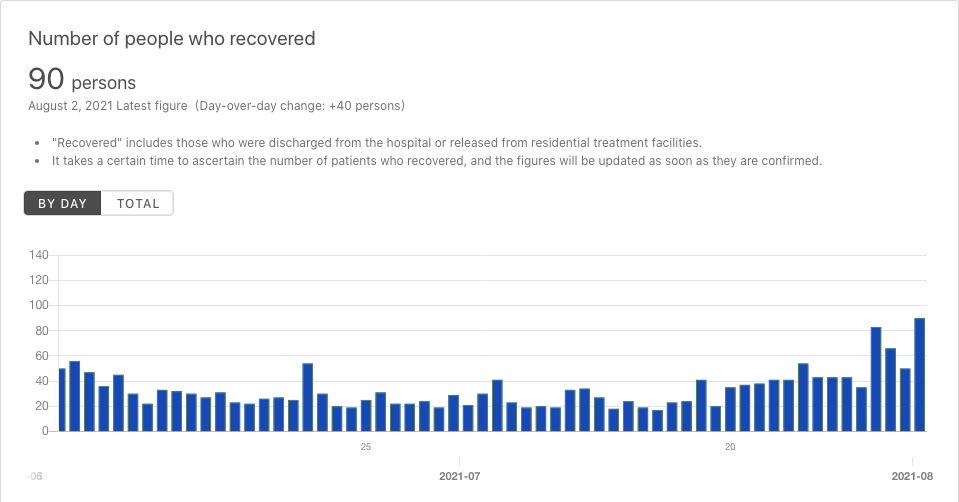 Number of people who recovered
90 persons
August 2, 2021 Latest figure (Day-over-day change: +40 persons)
• "Recovered" includes those who were discharged from the hospital or released from residential treatment facilities.
• It takes a certain time to ascertain the number of patients who recovered, and the figures will be updated as soon as they are confirmed.
BY DAY TOTAL
140
120
100
80
60
40
20
0
25 20
2021-07 2021-08